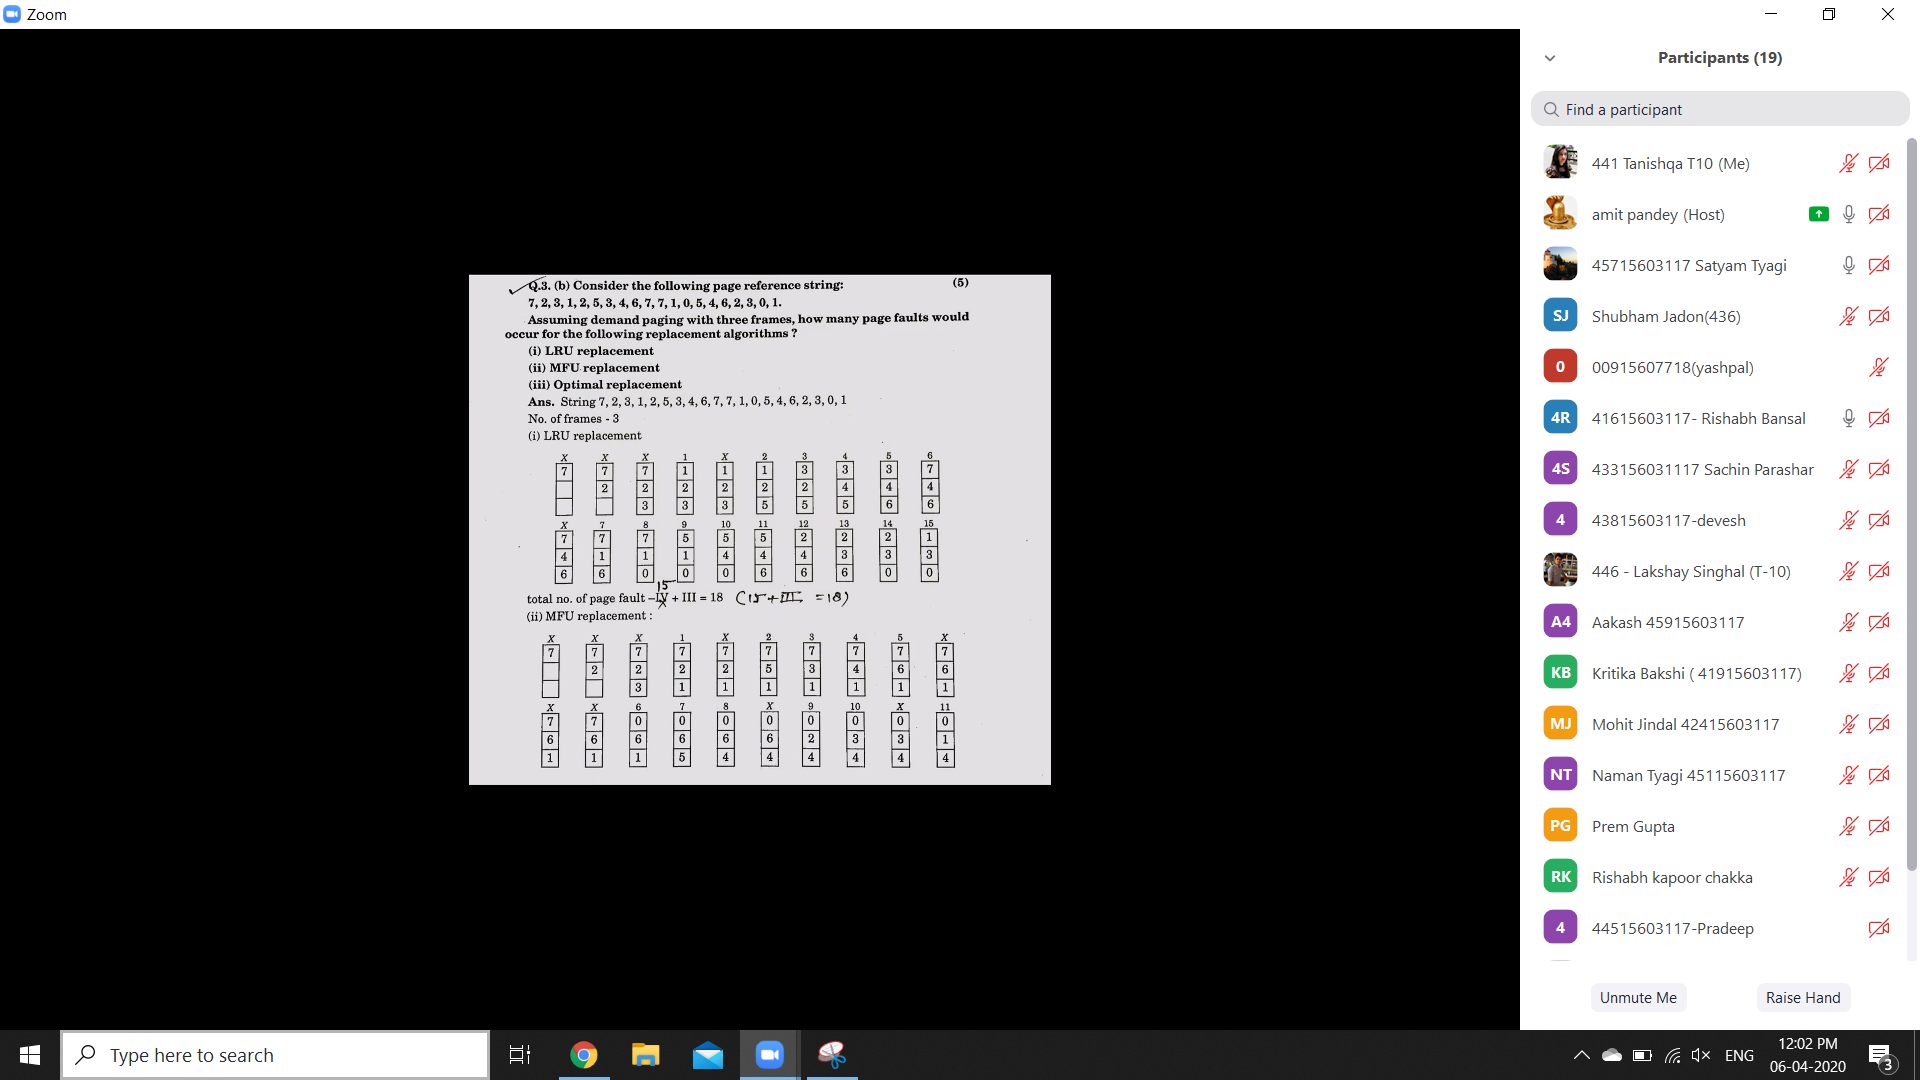 Zoom
Participants (19)
Find a participant
441 Tanishqa T10 (Me)
amit pandey (Host)
45715603117 Satyam Tyagi
SJ Shubham Jadon(436)
0 00915607718(yashpal)
4R 41615603117- Rishabh Bansal
4S 433156031117 Sachin Parashar
4 43815603117-devesh
446 - Lakshay Singhal (T-10)
A4 Aakash 45915603117
KB Kritika Bakshi ( 41915603117)
MJ Mohit Jindal 42415603117
NT Naman Tyagi 45115603117
PG Prem Gupta
RK Rishabh kapoor chakka
4 44515603117-Pradeep
Unmute Me Raise Hand
Q.3. (b) Consider the following page reference string: (5)
7, 2, 3, 1, 2, 5, 3, 4, 6, 7, 7, 1, 0, 5, 4, 6, 2, 3, 0, 1.
Assuming demand paging with three frames, how many page faults would
occur for the following replacement algorithms ?
(i) LRU replacement
(ii) MFU replacement
(iii) Optimal replacement
Ans. String 7, 2, 3, 1, 2, 5, 3, 4, 6, 7, 7, 1, 0, 5, 4, 6, 2, 3, 0, 1
No. of frames - 3
(i) LRU replacement
X X X 1 X 2 3 4 5 6
7 7 7 1 1 1 3 3 3 7
2 2 2 2 2 2 4 4 4
3 3 3 5 5 5 6 6
X 7 8 9 10 11 12 13 14 15
7 7 7 5 5 5 2 2 2 1
4 1 1 1 4 4 4 3 3 3
6 6 0 0 0 6 6 6 0 0
15
total no. of page fault –IV + III = 18 (15 + III = 18)
(ii) MFU replacement :
X X X 1 X 2 3 4 5 X
7 7 7 7 7 7 7 7 7 7
2 2 2 2 5 3 4 6 6
3 1 1 1 1 1 1 1
X X 6 7 8 X 9 10 X 11
7 7 0 0 0 0 0 0 0 0
6 6 6 6 6 6 2 3 3 1
1 1 1 5 4 4 4 4 4 4
Type here to search
ENG
12:02 PM
06-04-2020
3